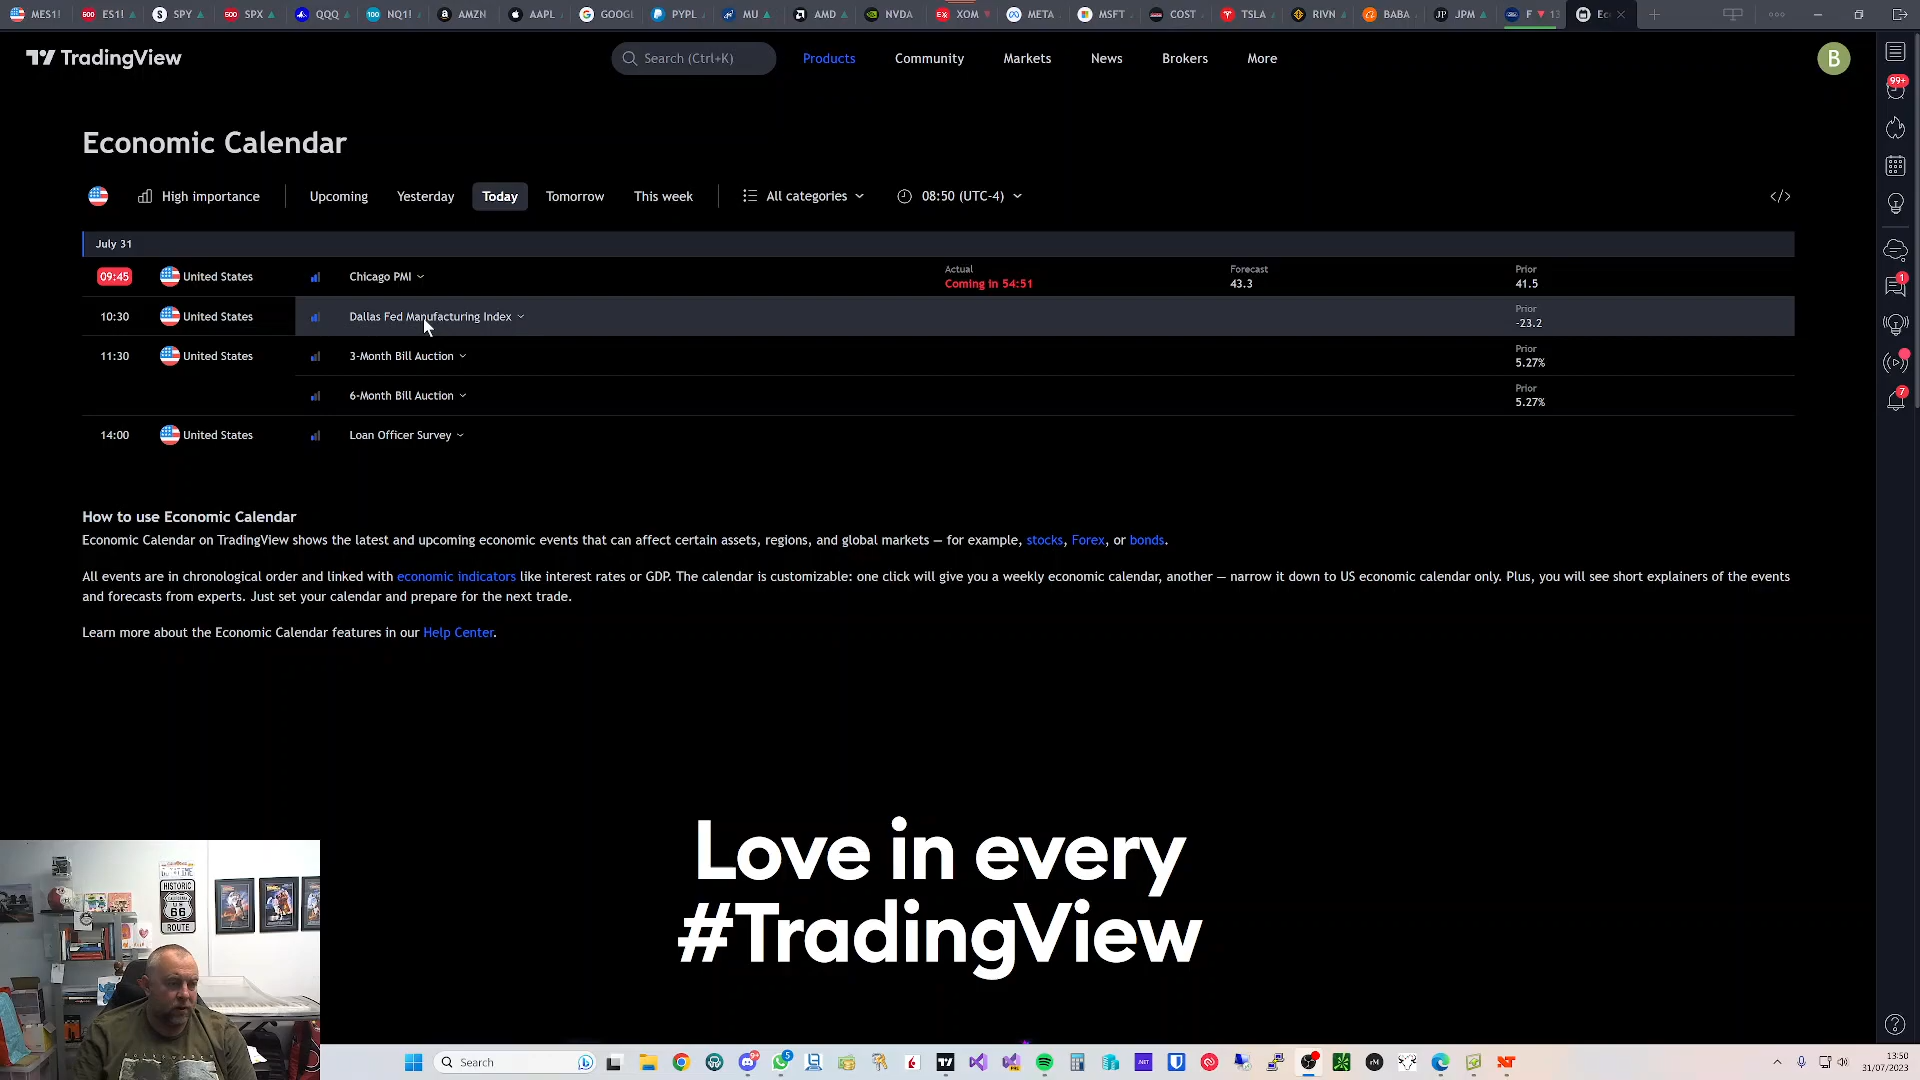 MES1! ES1! SPY SPX QQQ NQ1! AMZN AAPL GOOGL PYPL MU AMD NVDA XOM META MSFT COST TSLA RIVN BABA JPM F 13 Ec
TradingView
Search (Ctrl+K) Products Community Markets News Brokers More
B
99+
Economic Calendar
High importance Upcoming Yesterday Today Tomorrow This week All categories 08:50 (UTC-4) </>
July 31
09:45 United States Chicago PMI Actual Coming in 54:51 Forecast 43.3 Prior 41.5
10:30 United States Dallas Fed Manufacturing Index Prior -23.2
11:30 United States 3-Month Bill Auction Prior 5.27%
6-Month Bill Auction Prior 5.27%
14:00 United States Loan Officer Survey
1
7
How to use Economic Calendar
Economic Calendar on TradingView shows the latest and upcoming economic events that can affect certain assets, regions, and global markets — for example, stocks, Forex, or bonds.
All events are in chronological order and linked with economic indicators like interest rates or GDP. The calendar is customizable: one click will give you a weekly economic calendar, another — narrow it down to US economic calendar only. Plus, you will see short explainers of the events
and forecasts from experts. Just set your calendar and prepare for the next trade.
Learn more about the Economic Calendar features in our Help Center.
Love in every
#TradingView
HISTORIC
US
66
ROUTE
Search
13:50
31/07/2023